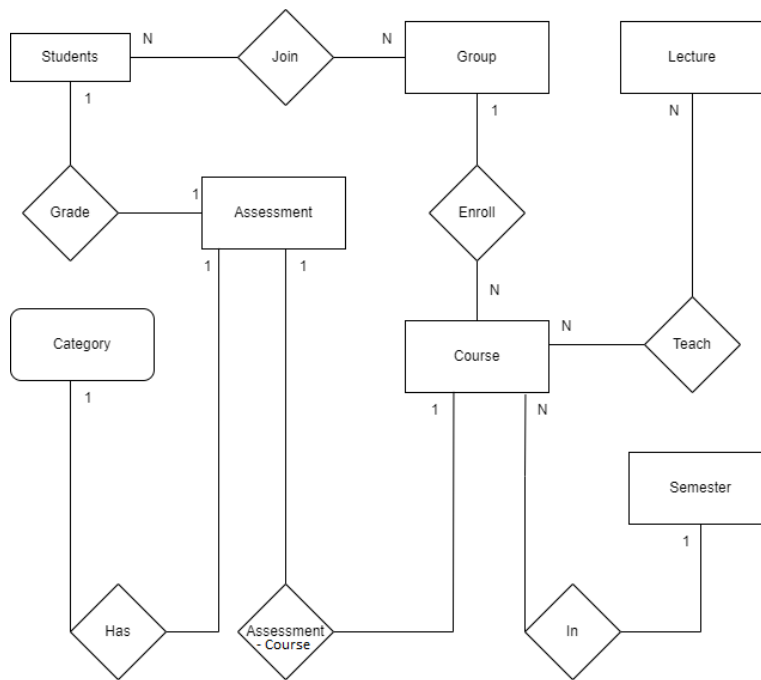 Students
N
Join
N
Group
Lecture
1
1
N
Grade
1
Assessment
Enroll
1
1
N
Category
Course
N
Teach
1
1
N
Semester
1
Has
Assessment
- Course
In